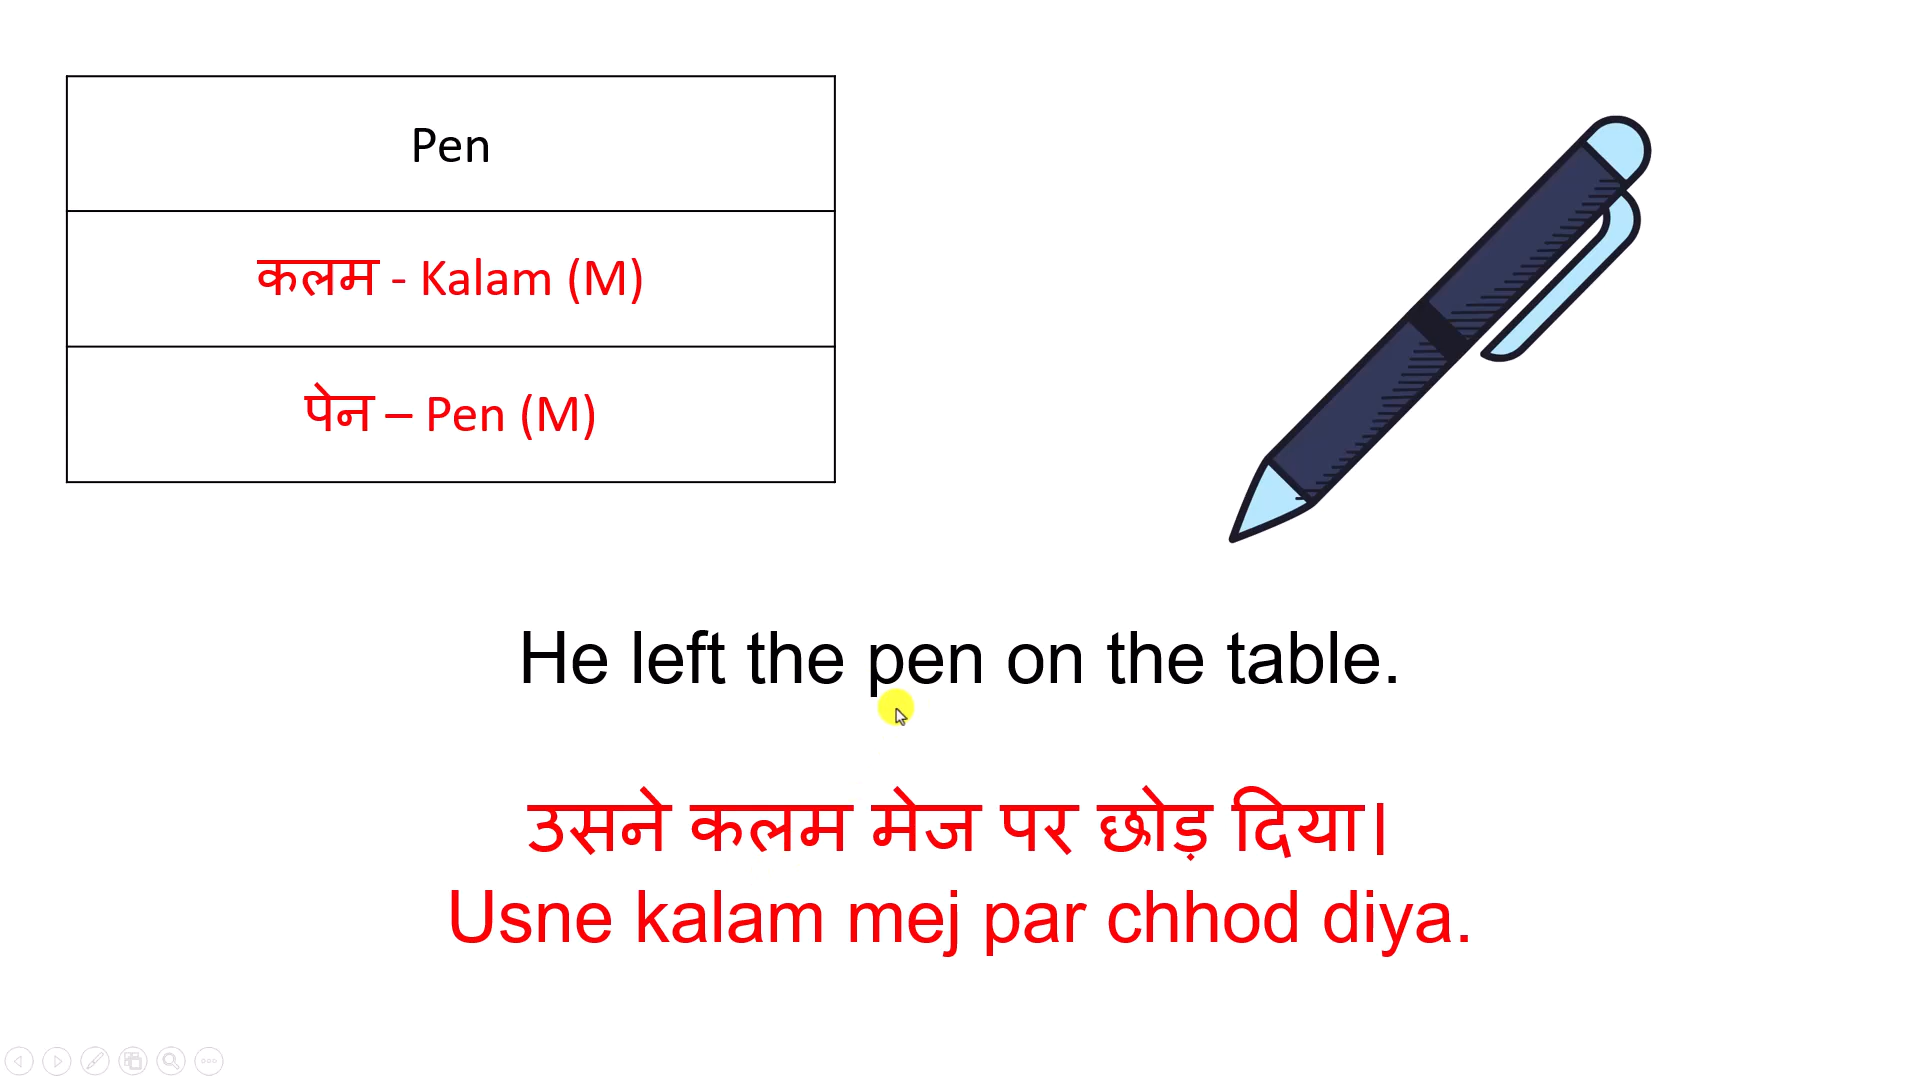 Pen
कलम - Kalam (M)
पेन – Pen (M)
He left the pen on the table.
उसने कलम मेज पर छोड़ दिया।
Usne kalam mej par chhod diya.